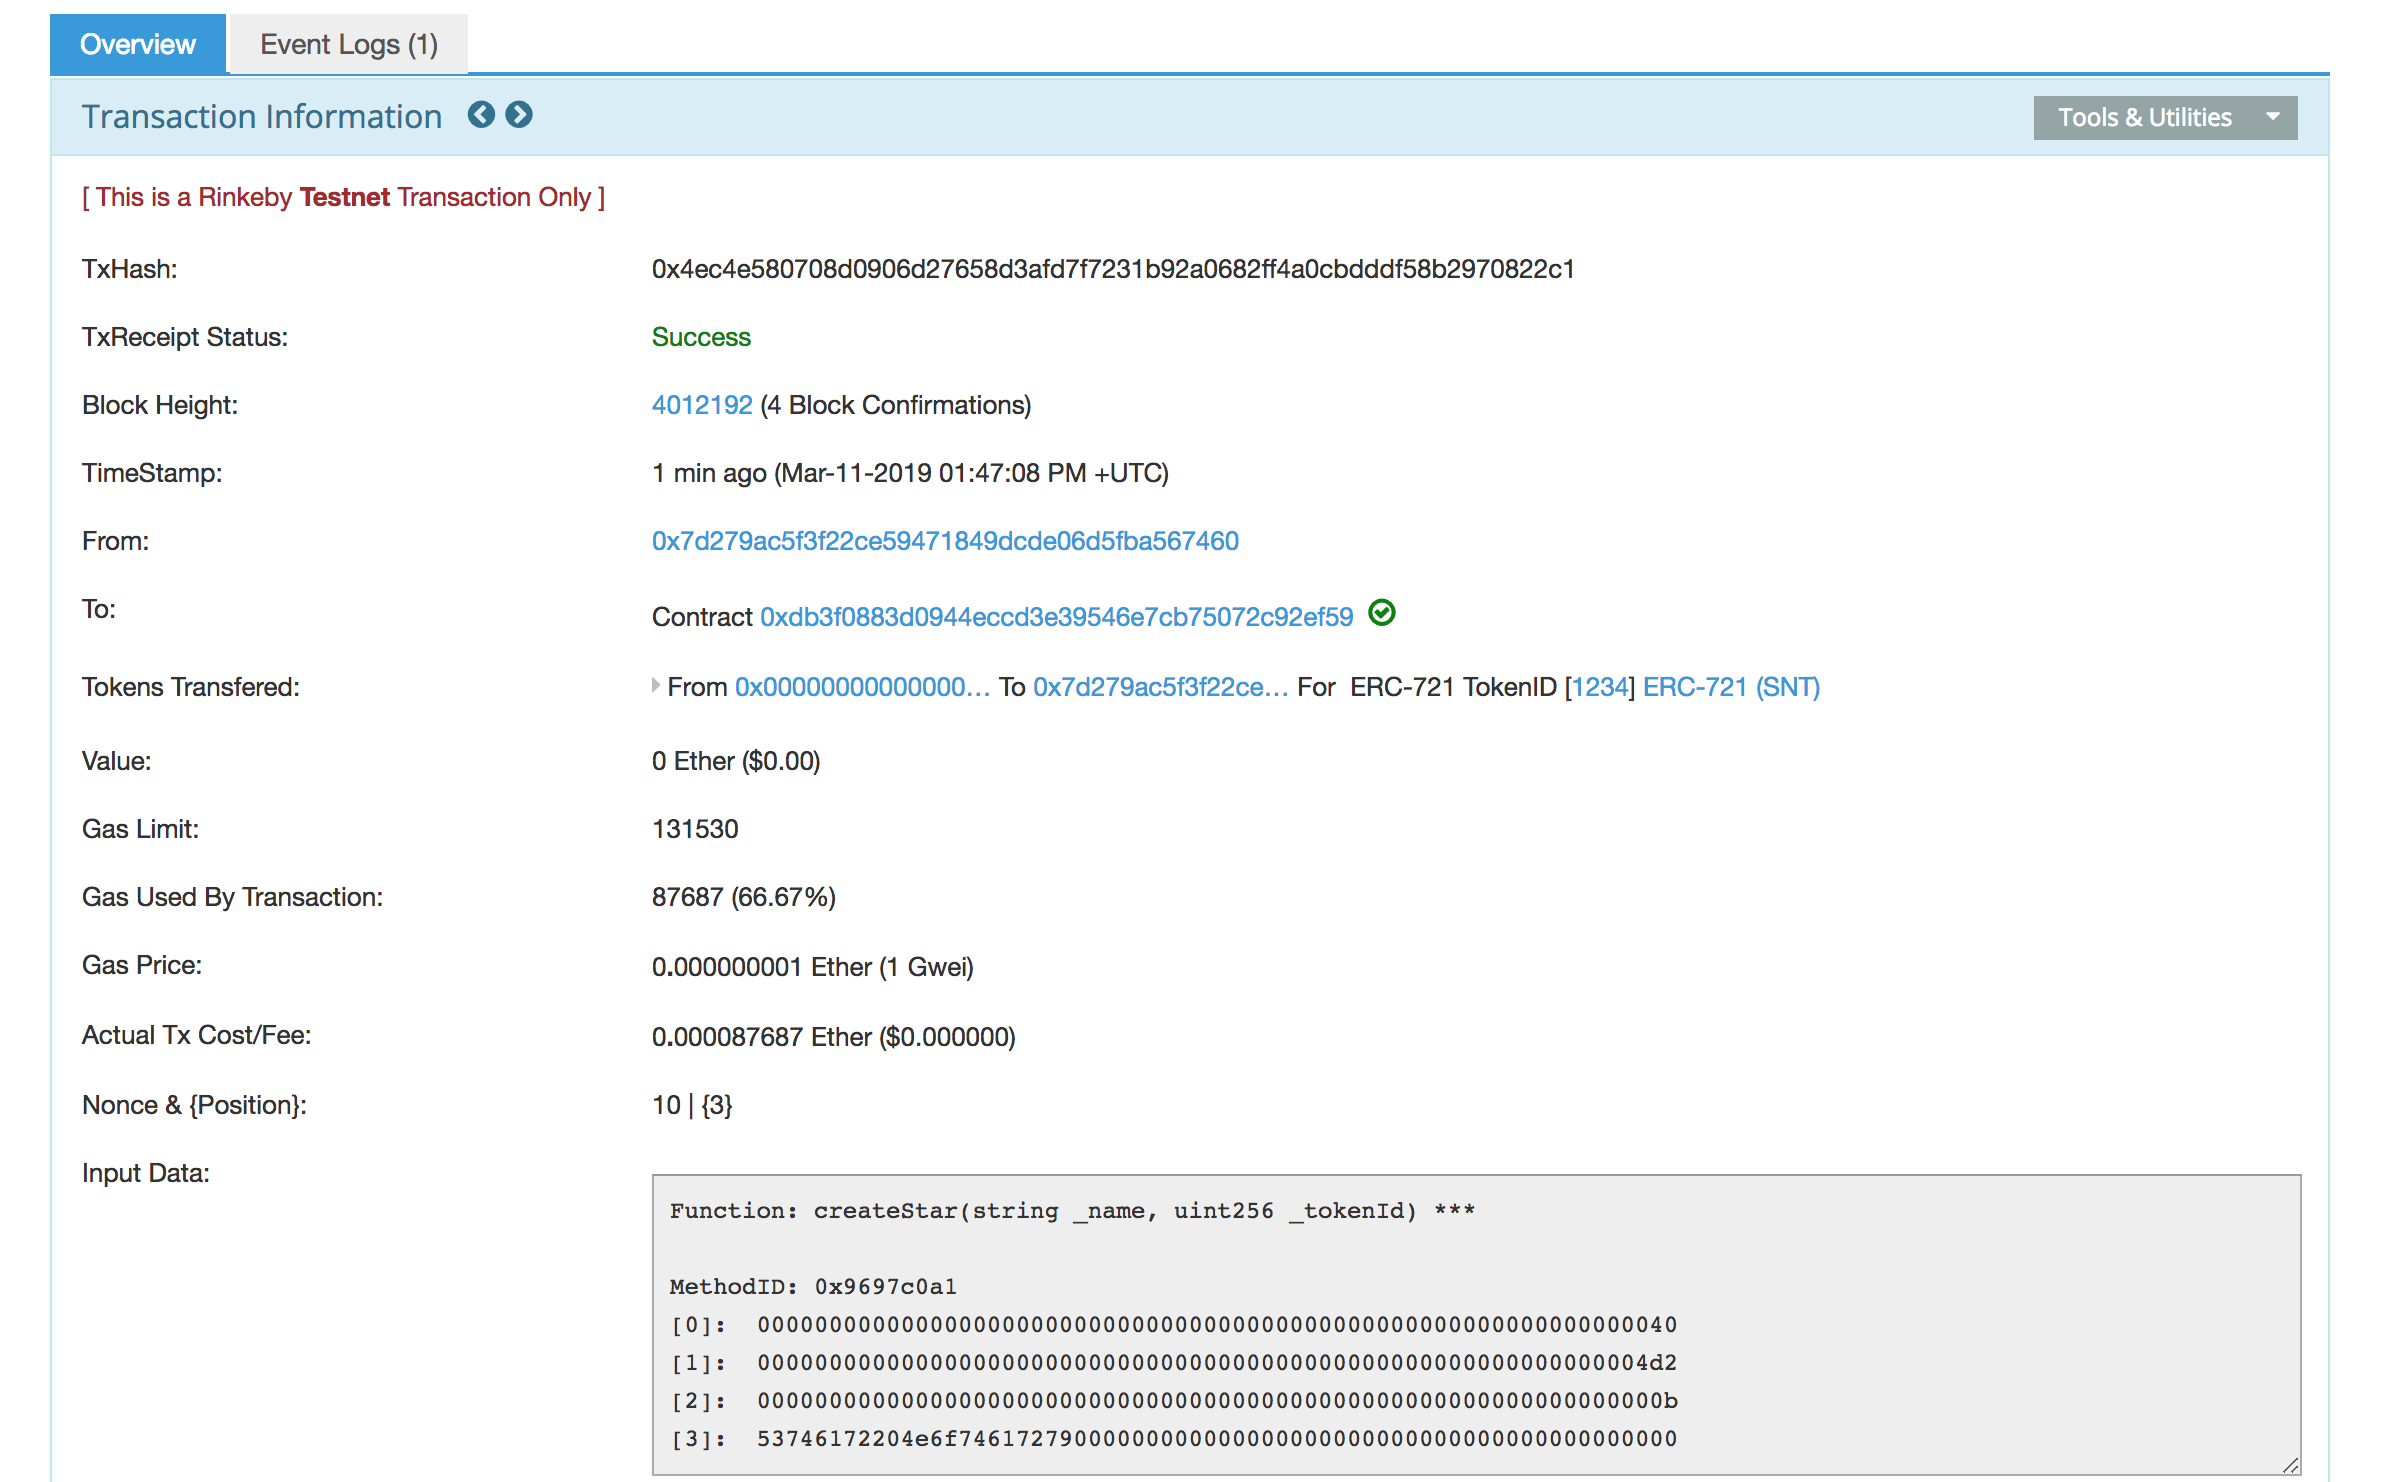 Overview Event Logs (1)
Transaction Information Tools & Utilities
[ This is a Rinkeby Testnet Transaction Only ]
TxHash: 0x4ec4e580708d0906d27658d3afd7f7231b92a0682ff4a0cbdddf58b2970822c1
TxReceipt Status: Success
Block Height: 4012192 (4 Block Confirmations)
TimeStamp: 1 min ago (Mar-11-2019 01:47:08 PM +UTC)
From: 0x7d279ac5f3f22ce59471849dcde06d5fba567460
To: Contract 0xdb3f0883d0944eccd3e39546e7cb75072c92ef59
Tokens Transfered: From 0x00000000000000... To 0x7d279ac5f3f22ce... For ERC-721 TokenID [1234] ERC-721 (SNT)
Value: 0 Ether ($0.00)
Gas Limit: 131530
Gas Used By Transaction: 87687 (66.67%)
Gas Price: 0.000000001 Ether (1 Gwei)
Actual Tx Cost/Fee: 0.000087687 Ether ($0.000000)
Nonce & {Position}: 10 | {3}
Input Data:
Function: createStar(string _name, uint256 _tokenId) ***
MethodID: 0x9697c0a1
[0]: 0000000000000000000000000000000000000000000000000000000000000040
[1]: 00000000000000000000000000000000000000000000000000000000000004d2
[2]: 000000000000000000000000000000000000000000000000000000000000000b
[3]: 53746172204e6f74617279000000000000000000000000000000000000000000